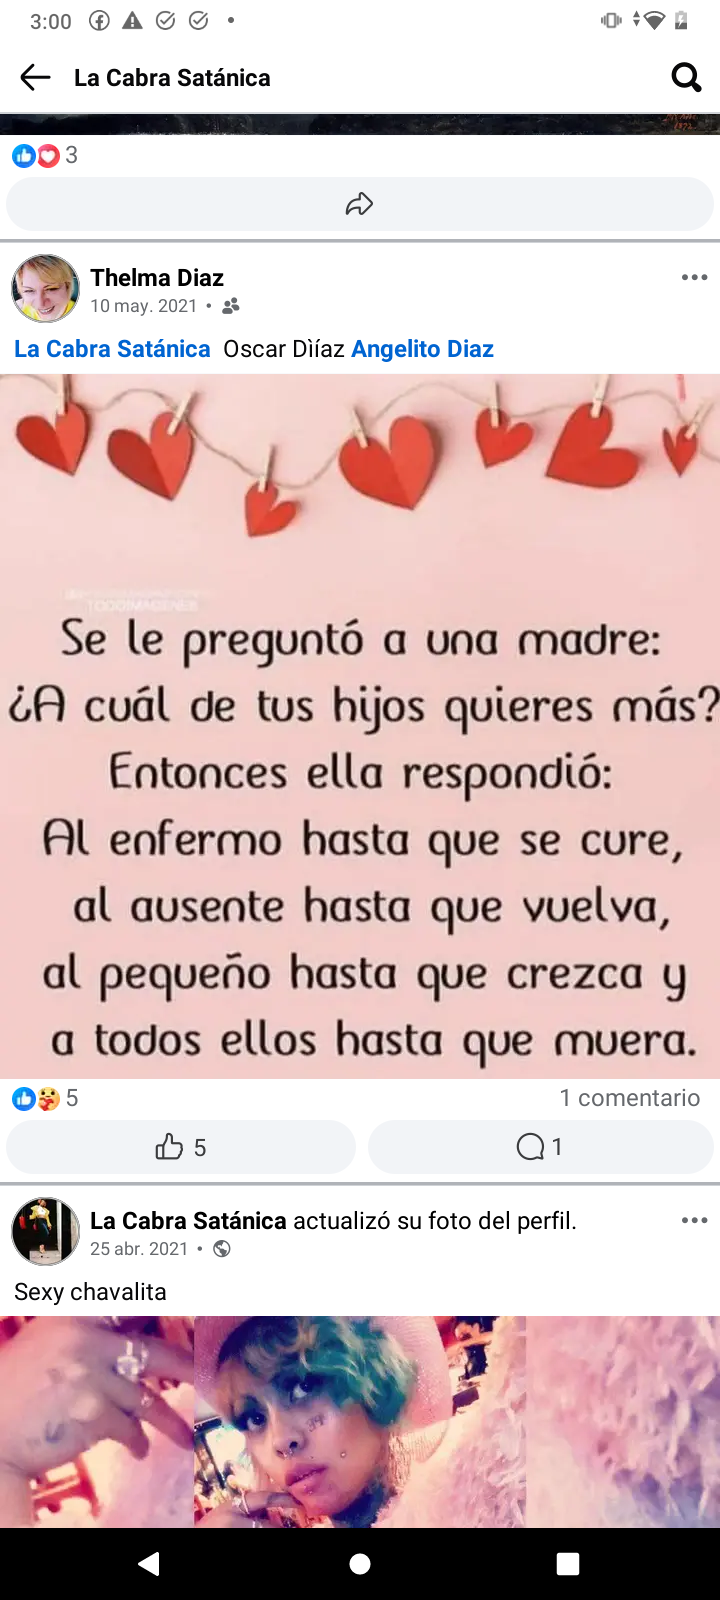 3:00
La Cabra Satánica
1872
3
Thelma Diaz
10 may. 2021 •
La Cabra Satánica Oscar Dìíaz Angelito Diaz
TODOIMAGENES
Se le preguntó a una madre:
¿A cuál de tus hijos quieres más?
Entonces ella respondió:
Al enfermo hasta que se cure,
al ausente hasta que vuelva,
al pequeño hasta que crezca y
a todos ellos hasta que muera.
5
1 comentario
5
1
La Cabra Satánica actualizó su foto del perfil.
25 abr. 2021 •
Sexy chavalita